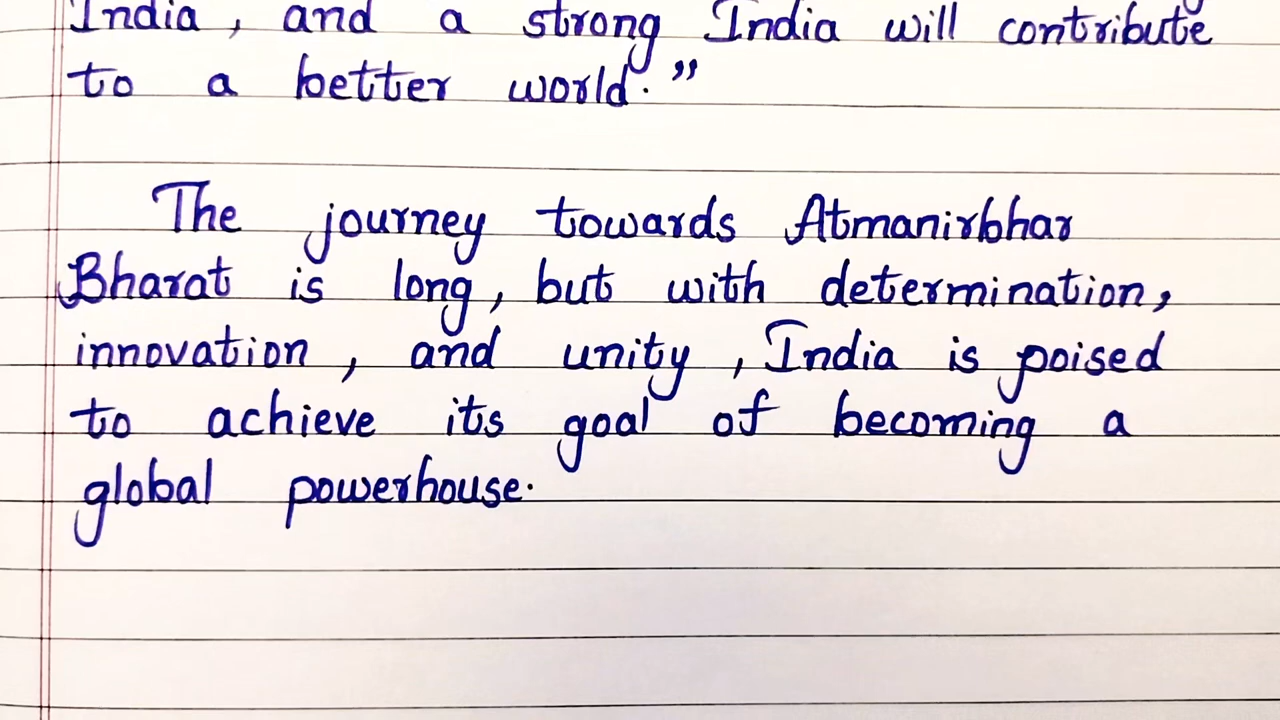 India, and a strong India will contribute
to a better world."
The journey towards Atmanirbhar
Bharat is long, but with determination,
innovation, and unity, India is poised
to achieve its goal of becoming a
global powerhouse.